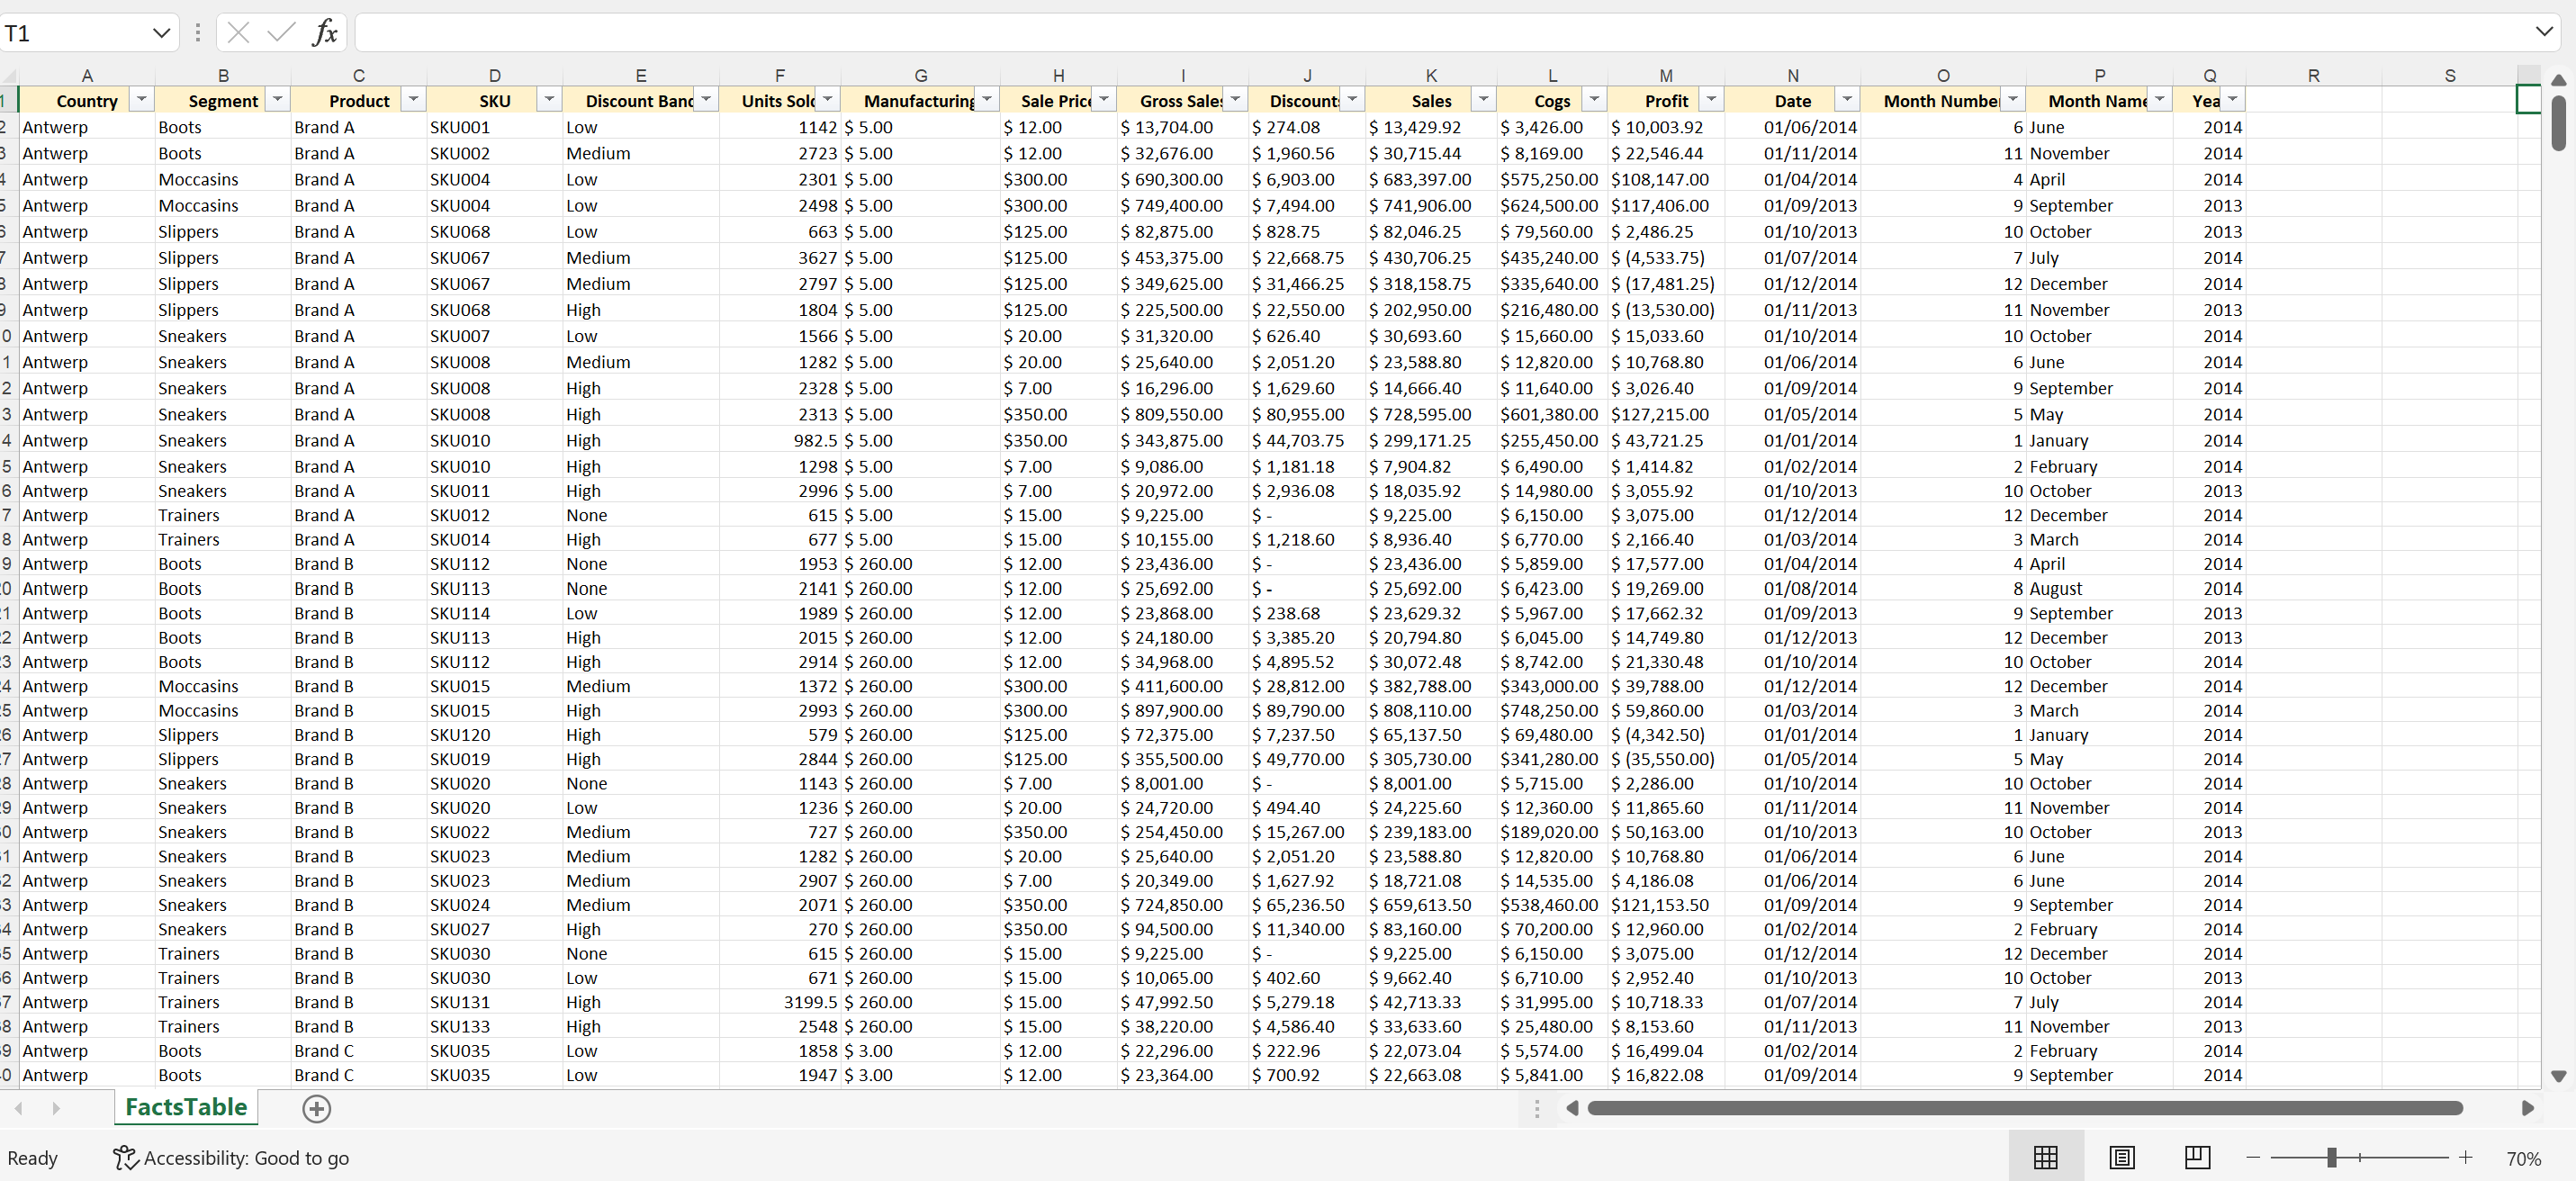 T1 fx
A B C D E F G H I J K L M N O P Q R S
1 Country Segment Product SKU Discount Band Units Sold Manufacturing Sale Price Gross Sales Discounts Sales Cogs Profit Date Month Number Month Name Yea
2 Antwerp Boots Brand A SKU001 Low 1142 $ 5.00 $ 12.00 $ 13,704.00 $ 274.08 $ 13,429.92 $ 3,426.00 $ 10,003.92 01/06/2014 6 June 2014
3 Antwerp Boots Brand A SKU002 Medium 2723 $ 5.00 $ 12.00 $ 32,676.00 $ 1,960.56 $ 30,715.44 $ 8,169.00 $ 22,546.44 01/11/2014 11 November 2014
4 Antwerp Moccasins Brand A SKU004 Low 2301 $ 5.00 $300.00 $ 690,300.00 $ 6,903.00 $ 683,397.00 $575,250.00 $108,147.00 01/04/2014 4 April 2014
5 Antwerp Moccasins Brand A SKU004 Low 2498 $ 5.00 $300.00 $ 749,400.00 $ 7,494.00 $ 741,906.00 $624,500.00 $117,406.00 01/09/2013 9 September 2013
6 Antwerp Slippers Brand A SKU068 Low 663 $ 5.00 $125.00 $ 82,875.00 $ 828.75 $ 82,046.25 $ 79,560.00 $ 2,486.25 01/10/2013 10 October 2013
7 Antwerp Slippers Brand A SKU067 Medium 3627 $ 5.00 $125.00 $ 453,375.00 $ 22,668.75 $ 430,706.25 $435,240.00 $ (4,533.75) 01/07/2014 7 July 2014
8 Antwerp Slippers Brand A SKU067 Medium 2797 $ 5.00 $125.00 $ 349,625.00 $ 31,466.25 $ 318,158.75 $335,640.00 $ (17,481.25) 01/12/2014 12 December 2014
9 Antwerp Slippers Brand A SKU068 High 1804 $ 5.00 $125.00 $ 225,500.00 $ 22,550.00 $ 202,950.00 $216,480.00 $ (13,530.00) 01/11/2013 11 November 2013
0 Antwerp Sneakers Brand A SKU007 Low 1566 $ 5.00 $ 20.00 $ 31,320.00 $ 626.40 $ 30,693.60 $ 15,660.00 $ 15,033.60 01/10/2014 10 October 2014
1 Antwerp Sneakers Brand A SKU008 Medium 1282 $ 5.00 $ 20.00 $ 25,640.00 $ 2,051.20 $ 23,588.80 $ 12,820.00 $ 10,768.80 01/06/2014 6 June 2014
2 Antwerp Sneakers Brand A SKU008 High 2328 $ 5.00 $ 7.00 $ 16,296.00 $ 1,629.60 $ 14,666.40 $ 11,640.00 $ 3,026.40 01/09/2014 9 September 2014
3 Antwerp Sneakers Brand A SKU008 High 2313 $ 5.00 $350.00 $ 809,550.00 $ 80,955.00 $ 728,595.00 $601,380.00 $127,215.00 01/05/2014 5 May 2014
4 Antwerp Sneakers Brand A SKU010 High 982.5 $ 5.00 $350.00 $ 343,875.00 $ 44,703.75 $ 299,171.25 $255,450.00 $ 43,721.25 01/01/2014 1 January 2014
5 Antwerp Sneakers Brand A SKU010 High 1298 $ 5.00 $ 7.00 $ 9,086.00 $ 1,181.18 $ 7,904.82 $ 6,490.00 $ 1,414.82 01/02/2014 2 February 2014
6 Antwerp Sneakers Brand A SKU011 High 2996 $ 5.00 $ 7.00 $ 20,972.00 $ 2,936.08 $ 18,035.92 $ 14,980.00 $ 3,055.92 01/10/2013 10 October 2013
7 Antwerp Trainers Brand A SKU012 None 615 $ 5.00 $ 15.00 $ 9,225.00 $ - $ 9,225.00 $ 6,150.00 $ 3,075.00 01/12/2014 12 December 2014
8 Antwerp Trainers Brand A SKU014 High 677 $ 5.00 $ 15.00 $ 10,155.00 $ 1,218.60 $ 8,936.40 $ 6,770.00 $ 2,166.40 01/03/2014 3 March 2014
9 Antwerp Boots Brand B SKU112 None 1953 $ 260.00 $ 12.00 $ 23,436.00 $ - $ 23,436.00 $ 5,859.00 $ 17,577.00 01/04/2014 4 April 2014
20 Antwerp Boots Brand B SKU113 None 2141 $ 260.00 $ 12.00 $ 25,692.00 $ - $ 25,692.00 $ 6,423.00 $ 19,269.00 01/08/2014 8 August 2014
21 Antwerp Boots Brand B SKU114 Low 1989 $ 260.00 $ 12.00 $ 23,868.00 $ 238.68 $ 23,629.32 $ 5,967.00 $ 17,662.32 01/09/2013 9 September 2013
22 Antwerp Boots Brand B SKU113 High 2015 $ 260.00 $ 12.00 $ 24,180.00 $ 3,385.20 $ 20,794.80 $ 6,045.00 $ 14,749.80 01/12/2013 12 December 2013
23 Antwerp Boots Brand B SKU112 High 2914 $ 260.00 $ 12.00 $ 34,968.00 $ 4,895.52 $ 30,072.48 $ 8,742.00 $ 21,330.48 01/10/2014 10 October 2014
24 Antwerp Moccasins Brand B SKU015 Medium 1372 $ 260.00 $300.00 $ 411,600.00 $ 28,812.00 $ 382,788.00 $343,000.00 $ 39,788.00 01/12/2014 12 December 2014
25 Antwerp Moccasins Brand B SKU015 High 2993 $ 260.00 $300.00 $ 897,900.00 $ 89,790.00 $ 808,110.00 $748,250.00 $ 59,860.00 01/03/2014 3 March 2014
26 Antwerp Slippers Brand B SKU120 High 579 $ 260.00 $125.00 $ 72,375.00 $ 7,237.50 $ 65,137.50 $ 69,480.00 $ (4,342.50) 01/01/2014 1 January 2014
27 Antwerp Slippers Brand B SKU019 High 2844 $ 260.00 $125.00 $ 355,500.00 $ 49,770.00 $ 305,730.00 $341,280.00 $ (35,550.00) 01/05/2014 5 May 2014
28 Antwerp Sneakers Brand B SKU020 None 1143 $ 260.00 $ 7.00 $ 8,001.00 $ - $ 8,001.00 $ 5,715.00 $ 2,286.00 01/10/2014 10 October 2014
29 Antwerp Sneakers Brand B SKU020 Low 1236 $ 260.00 $ 20.00 $ 24,720.00 $ 494.40 $ 24,225.60 $ 12,360.00 $ 11,865.60 01/11/2014 11 November 2014
30 Antwerp Sneakers Brand B SKU022 Medium 727 $ 260.00 $350.00 $ 254,450.00 $ 15,267.00 $ 239,183.00 $189,020.00 $ 50,163.00 01/10/2013 10 October 2013
31 Antwerp Sneakers Brand B SKU023 Medium 1282 $ 260.00 $ 20.00 $ 25,640.00 $ 2,051.20 $ 23,588.80 $ 12,820.00 $ 10,768.80 01/06/2014 6 June 2014
32 Antwerp Sneakers Brand B SKU023 Medium 2907 $ 260.00 $ 7.00 $ 20,349.00 $ 1,627.92 $ 18,721.08 $ 14,535.00 $ 4,186.08 01/06/2014 6 June 2014
33 Antwerp Sneakers Brand B SKU024 Medium 2071 $ 260.00 $350.00 $ 724,850.00 $ 65,236.50 $ 659,613.50 $538,460.00 $121,153.50 01/09/2014 9 September 2014
34 Antwerp Sneakers Brand B SKU027 High 270 $ 260.00 $350.00 $ 94,500.00 $ 11,340.00 $ 83,160.00 $ 70,200.00 $ 12,960.00 01/02/2014 2 February 2014
35 Antwerp Trainers Brand B SKU030 None 615 $ 260.00 $ 15.00 $ 9,225.00 $ - $ 9,225.00 $ 6,150.00 $ 3,075.00 01/12/2014 12 December 2014
36 Antwerp Trainers Brand B SKU030 Low 671 $ 260.00 $ 15.00 $ 10,065.00 $ 402.60 $ 9,662.40 $ 6,710.00 $ 2,952.40 01/10/2013 10 October 2013
37 Antwerp Trainers Brand B SKU131 High 3199.5 $ 260.00 $ 15.00 $ 47,992.50 $ 5,279.18 $ 42,713.33 $ 31,995.00 $ 10,718.33 01/07/2014 7 July 2014
38 Antwerp Trainers Brand B SKU133 High 2548 $ 260.00 $ 15.00 $ 38,220.00 $ 4,586.40 $ 33,633.60 $ 25,480.00 $ 8,153.60 01/11/2013 11 November 2013
39 Antwerp Boots Brand C SKU035 Low 1858 $ 3.00 $ 12.00 $ 22,296.00 $ 222.96 $ 22,073.04 $ 5,574.00 $ 16,499.04 01/02/2014 2 February 2014
0 Antwerp Boots Brand C SKU035 Low 1947 $ 3.00 $ 12.00 $ 23,364.00 $ 700.92 $ 22,663.08 $ 5,841.00 $ 16,822.08 01/09/2014 9 September 2014
FactsTable
Ready Accessibility: Good to go 70%